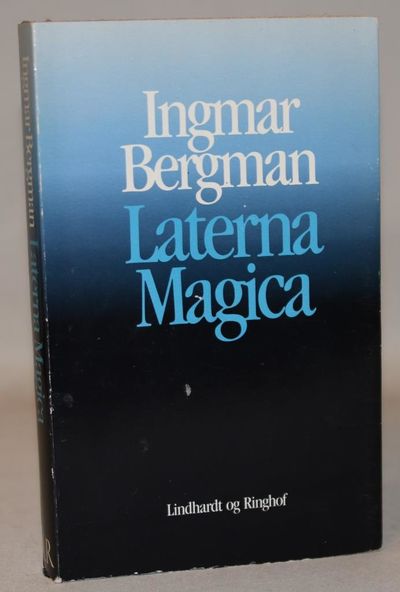 Ingmar
Bergman
Laterna
Magica
Lindhardt og Ringhof
Ingmar Bergman Laterna Magica
R